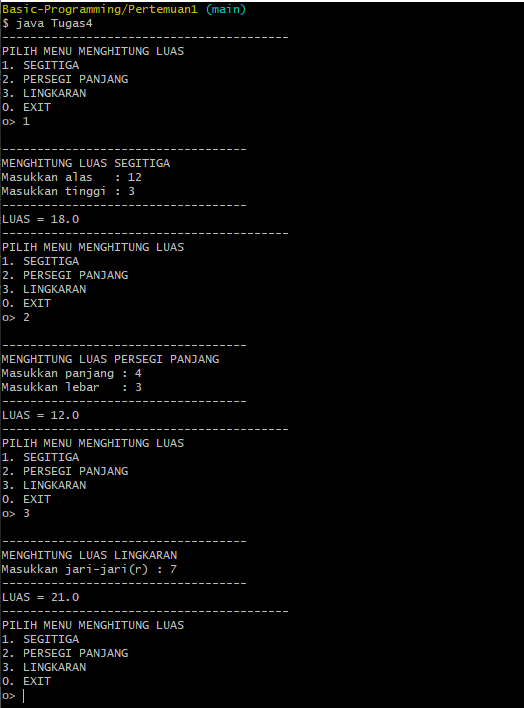 Basic-Programming/Pertemuan1 (main)
$ java Tugas4
-----------------------------------------
PILIH MENU MENGHITUNG LUAS
1. SEGITIGA
2. PERSEGI PANJANG
3. LINGKARAN
0. EXIT
o> 1
-----------------------------------
MENGHITUNG LUAS SEGITIGA
Masukkan alas   : 12
Masukkan tinggi : 3
-----------------------------------
LUAS = 18.0
-----------------------------------------
PILIH MENU MENGHITUNG LUAS
1. SEGITIGA
2. PERSEGI PANJANG
3. LINGKARAN
0. EXIT
o> 2
-----------------------------------
MENGHITUNG LUAS PERSEGI PANJANG
Masukkan panjang : 4
Masukkan lebar   : 3
-----------------------------------
LUAS = 12.0
-----------------------------------------
PILIH MENU MENGHITUNG LUAS
1. SEGITIGA
2. PERSEGI PANJANG
3. LINGKARAN
0. EXIT
o> 3
-----------------------------------
MENGHITUNG LUAS LINGKARAN
Masukkan jari-jari(r) : 7
-----------------------------------
LUAS = 21.0
-----------------------------------------
PILIH MENU MENGHITUNG LUAS
1. SEGITIGA
2. PERSEGI PANJANG
3. LINGKARAN
0. EXIT
o>